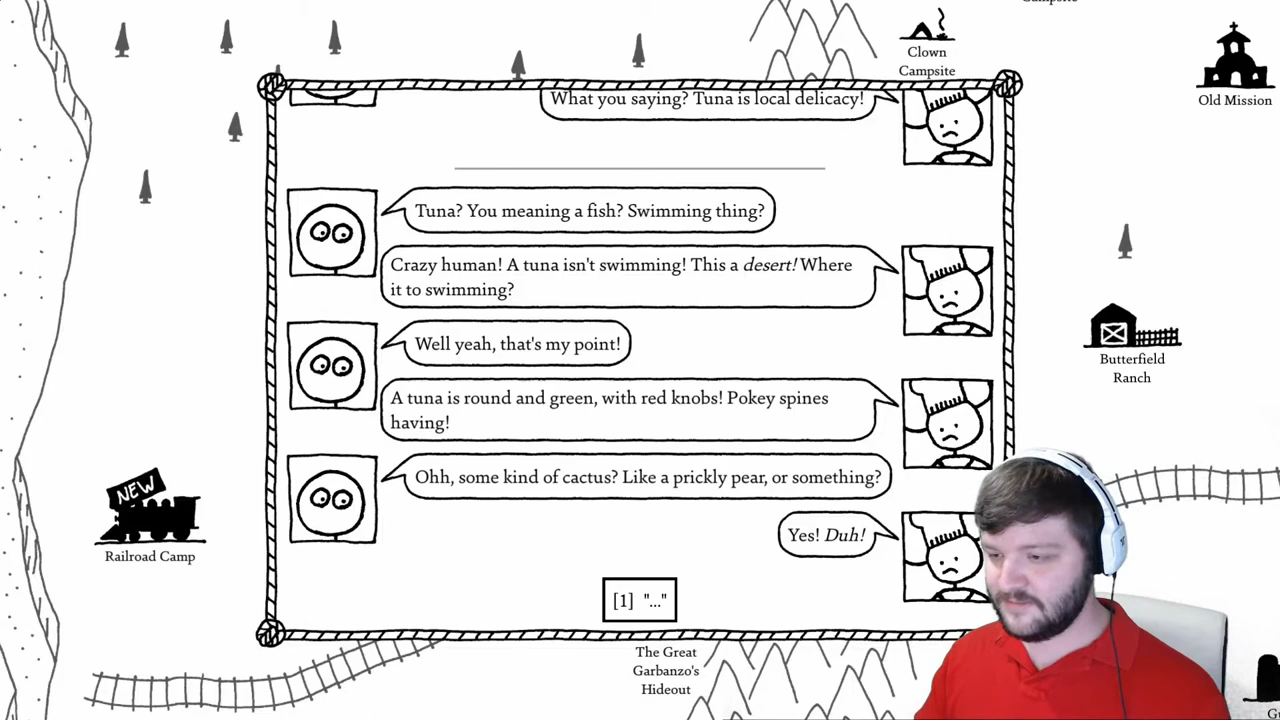 Clown
Campsite
Old Mission
What you saying? Tuna is local delicacy!
Tuna? You meaning a fish? Swimming thing?
Crazy human! A tuna isn't swimming! This a desert! Where
it to swimming?
Well yeah, that's my point!
A tuna is round and green, with red knobs! Pokey spines
having!
Ohh, some kind of cactus? Like a prickly pear, or something?
Yes! Duh!
[1] "..."
Butterfield
Ranch
NEW
Railroad Camp
The Great
Garbanzo's
Hideout